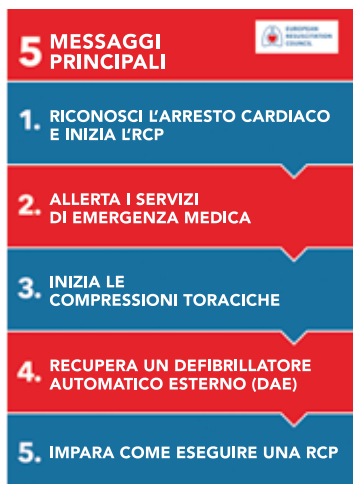 5 MESSAGGI
PRINCIPALI
EUROPEAN
RESUSCITATION
COUNCIL
1. RICONOSCI L'ARRESTO CARDIACO
E INIZIA L'RCP
2. ALLERTA I SERVIZI
DI EMERGENZA MEDICA
3. INIZIA LE
COMPRESSIONI TORACICHE
4. RECUPERA UN DEFIBRILLATORE
AUTOMATICO ESTERNO (DAE)
5. IMPARA COME ESEGUIRE UNA RCP